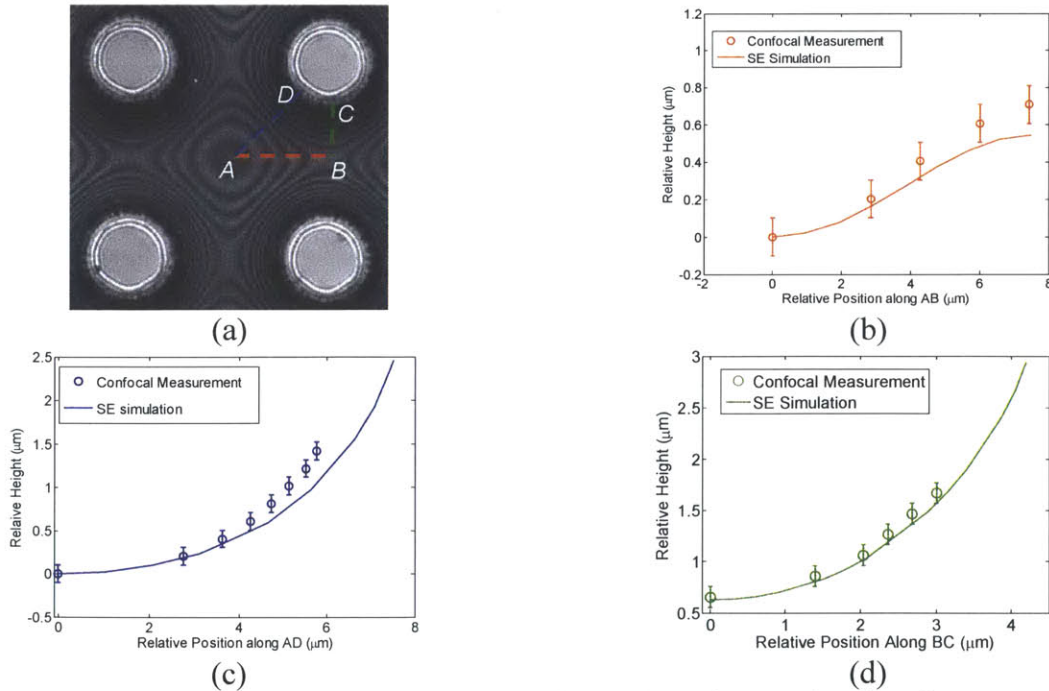 D
C
A
B
(a)
1.2
1
0.8
0.6
0.4
0.2
0
-0.2
-2
0
2
4
6
8
Relative Height (μm)
Confocal Measurement
SE Simulation
Relative Position along AB (μm)
(b)
2.5
2
1.5
1
0.5
0
-0.5
0
2
4
6
8
Relaive Height (μm)
Confocal Measurement
SE simulation
Relative Position along AD (μm)
(c)
3
2.5
2
1.5
1
0.5
0
1
2
3
4
Relative Height (μm)
Confocal Measurement
SE Simulation
Relative Position Along BC (μm)
(d)